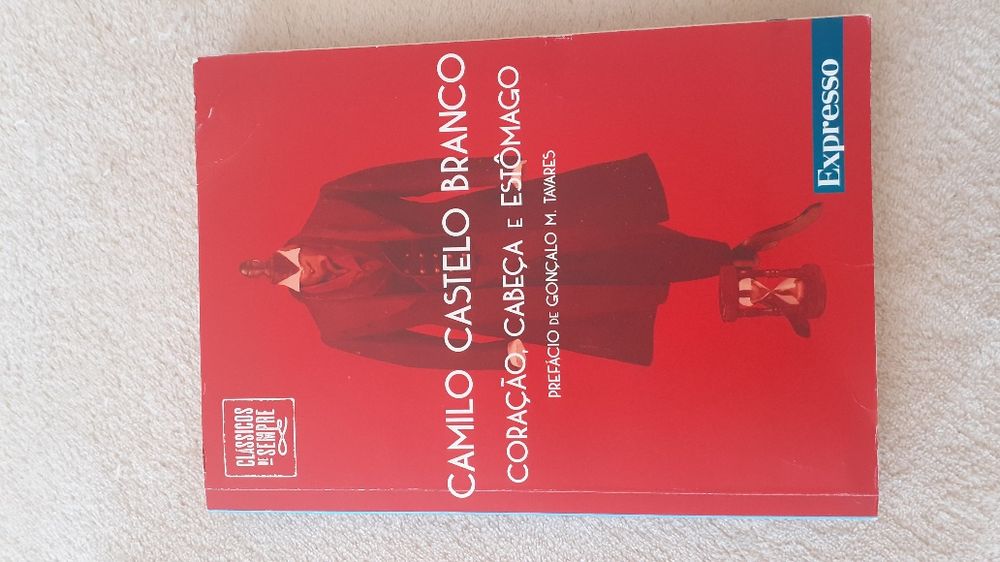 CLÁSSICOS
DE SEMPRE
CAMILO CASTELO BRANCO
CORAÇÃO, CABEÇA E ESTÔMAGO
PREFÁCIO DE GONÇALO M. TAVARES
Expresso